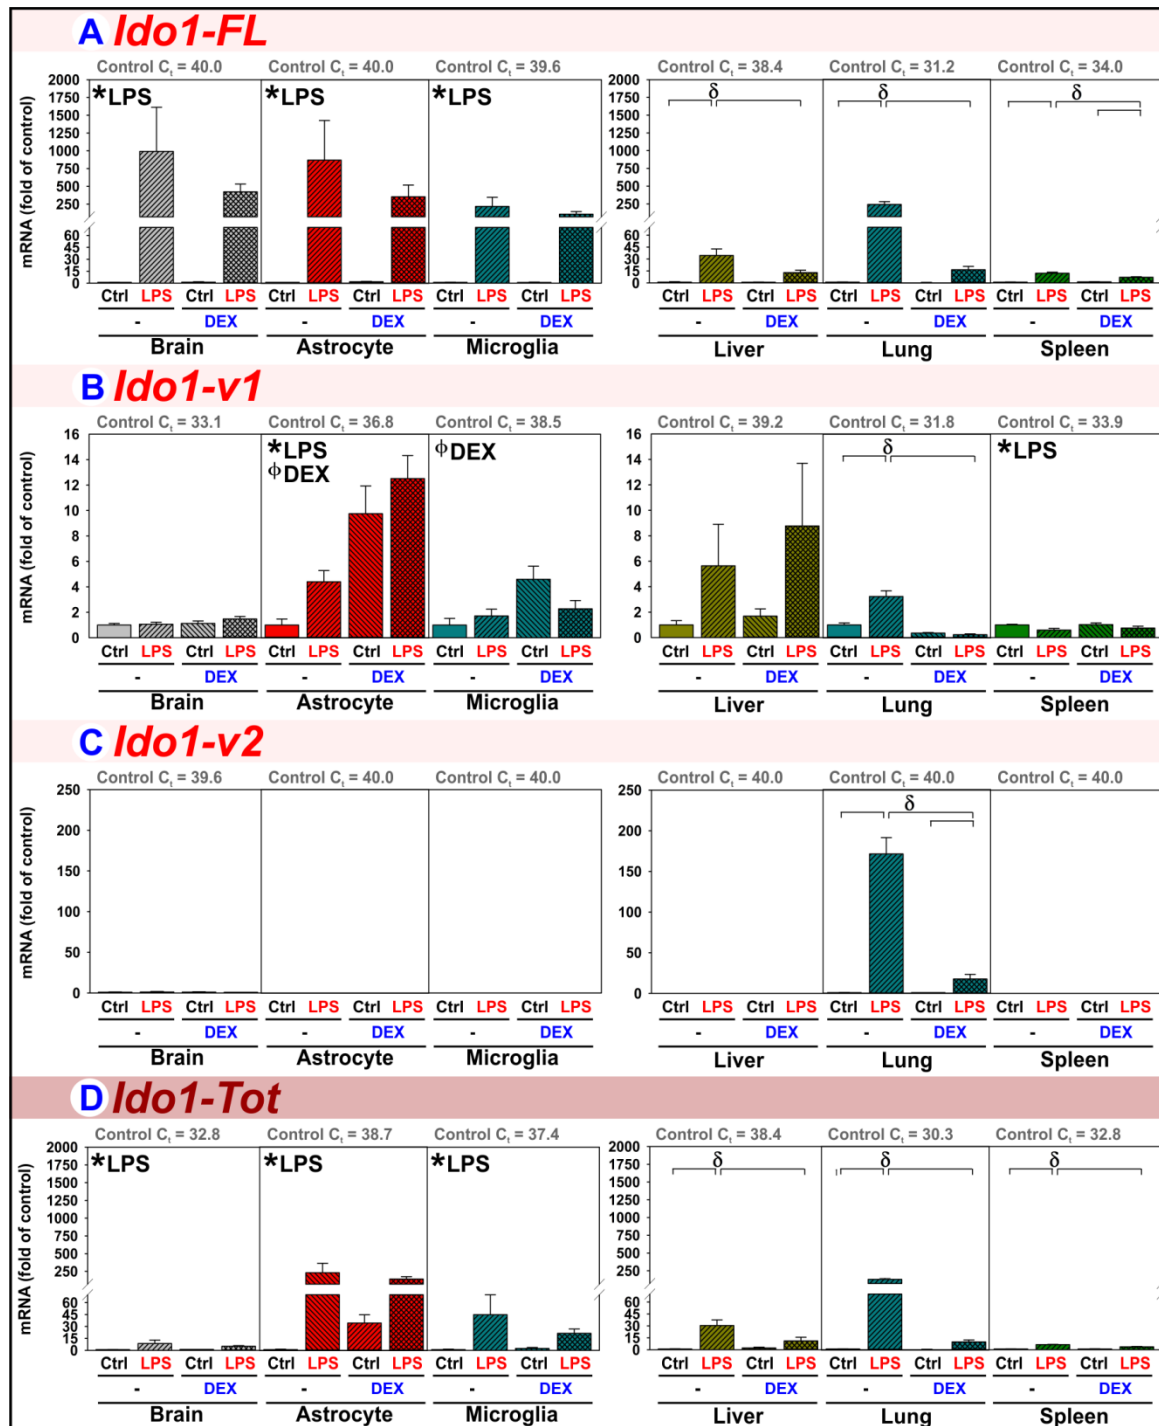 A Ido1-FL
Control Ct = 40.0 Control Ct = 40.0 Control Ct = 39.6 Control Ct = 38.4 Control Ct = 31.2 Control Ct = 34.0
mRNA (fold of control)
2000
1750
1500
1250
1000
750
500
250
60
45
30
15
0
*LPS *LPS *LPS δ δ δ
Ctrl LPS Ctrl LPS Ctrl LPS Ctrl LPS Ctrl LPS Ctrl LPS Ctrl LPS Ctrl LPS Ctrl LPS Ctrl LPS Ctrl LPS Ctrl LPS
- DEX - DEX - DEX - DEX - DEX - DEX
Brain Astrocyte Microglia Liver Lung Spleen
B Ido1-v1
Control Ct = 33.1 Control Ct = 36.8 Control Ct = 38.5 Control Ct = 39.2 Control Ct = 31.8 Control Ct = 33.9
mRNA (fold of control)
16
14
12
10
8
6
4
2
0
*LPS ϕDEX δ *LPS
ϕDEX
Ctrl LPS Ctrl LPS Ctrl LPS Ctrl LPS Ctrl LPS Ctrl LPS Ctrl LPS Ctrl LPS Ctrl LPS Ctrl LPS Ctrl LPS Ctrl LPS
- DEX - DEX - DEX - DEX - DEX - DEX
Brain Astrocyte Microglia Liver Lung Spleen
C Ido1-v2
Control Ct = 39.6 Control Ct = 40.0 Control Ct = 40.0 Control Ct = 40.0 Control Ct = 40.0 Control Ct = 40.0
mRNA (fold of control)
250
200
150
100
50
0
δ
Ctrl LPS Ctrl LPS Ctrl LPS Ctrl LPS Ctrl LPS Ctrl LPS Ctrl LPS Ctrl LPS Ctrl LPS Ctrl LPS Ctrl LPS Ctrl LPS
- DEX - DEX - DEX - DEX - DEX - DEX
Brain Astrocyte Microglia Liver Lung Spleen
D Ido1-Tot
Control Ct = 32.8 Control Ct = 38.7 Control Ct = 37.4 Control Ct = 38.4 Control Ct = 30.3 Control Ct = 32.8
mRNA (fold of control)
2000
1750
1500
1250
1000
750
500
250
60
45
30
15
0
*LPS *LPS *LPS δ δ δ
Ctrl LPS Ctrl LPS Ctrl LPS Ctrl LPS Ctrl LPS Ctrl LPS Ctrl LPS Ctrl LPS Ctrl LPS Ctrl LPS Ctrl LPS Ctrl LPS
- DEX - DEX - DEX - DEX - DEX - DEX
Brain Astrocyte Microglia Liver Lung Spleen